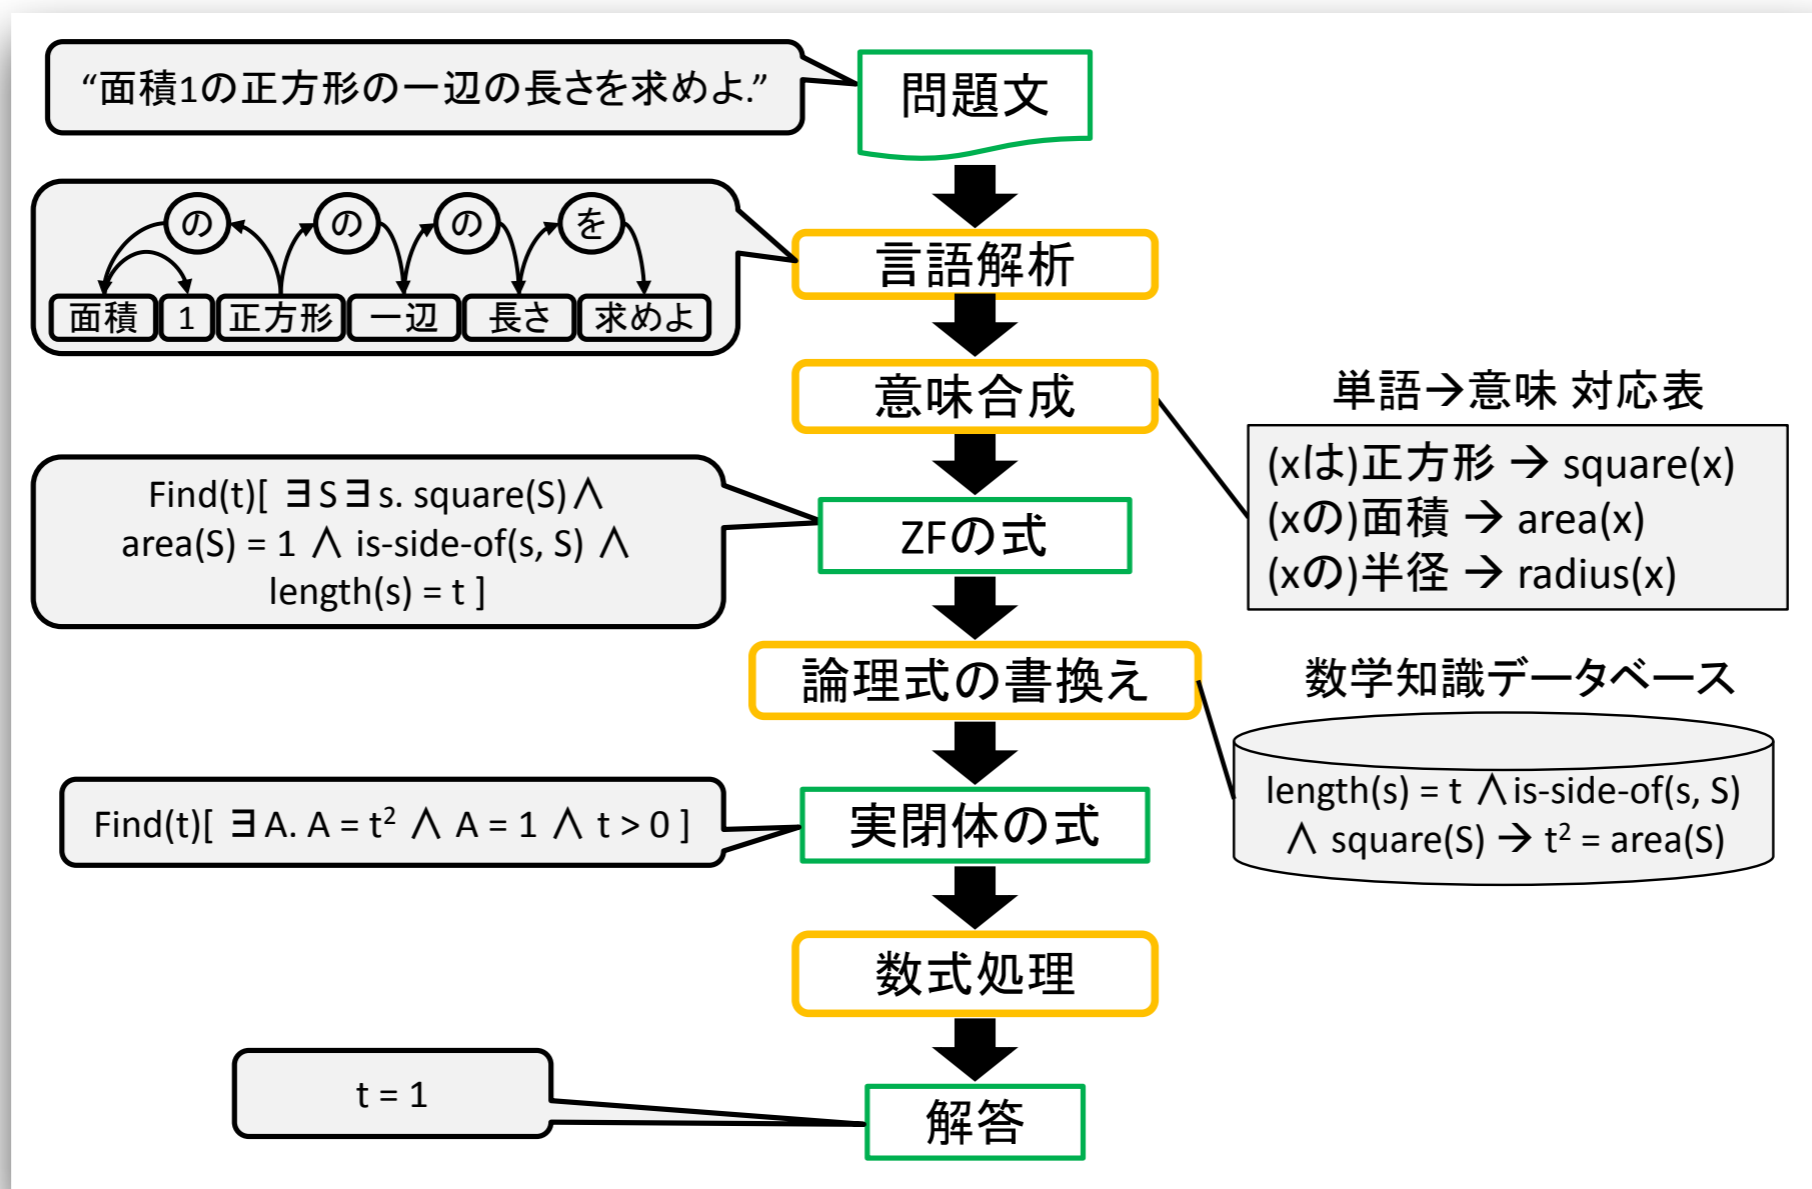 “面積1の正方形の一辺の長さを求めよ.”
問題文
の の の を
面積 1 正方形 一辺 長さ 求めよ
言語解析
意味合成
単語→意味 対応表
(xは)正方形 → square(x)
(xの)面積 → area(x)
(xの)半径 → radius(x)
Find(t)[ ∃S∃s. square(S)∧
area(S) = 1 ∧ is-side-of(s, S) ∧
length(s) = t ]
ZFの式
論理式の書換え
数学知識データベース
length(s) = t ∧is-side-of(s, S)
∧ square(S) → t² = area(S)
Find(t)[ ∃A. A = t² ∧ A = 1 ∧ t > 0 ]
実閉体の式
数式処理
t = 1
解答